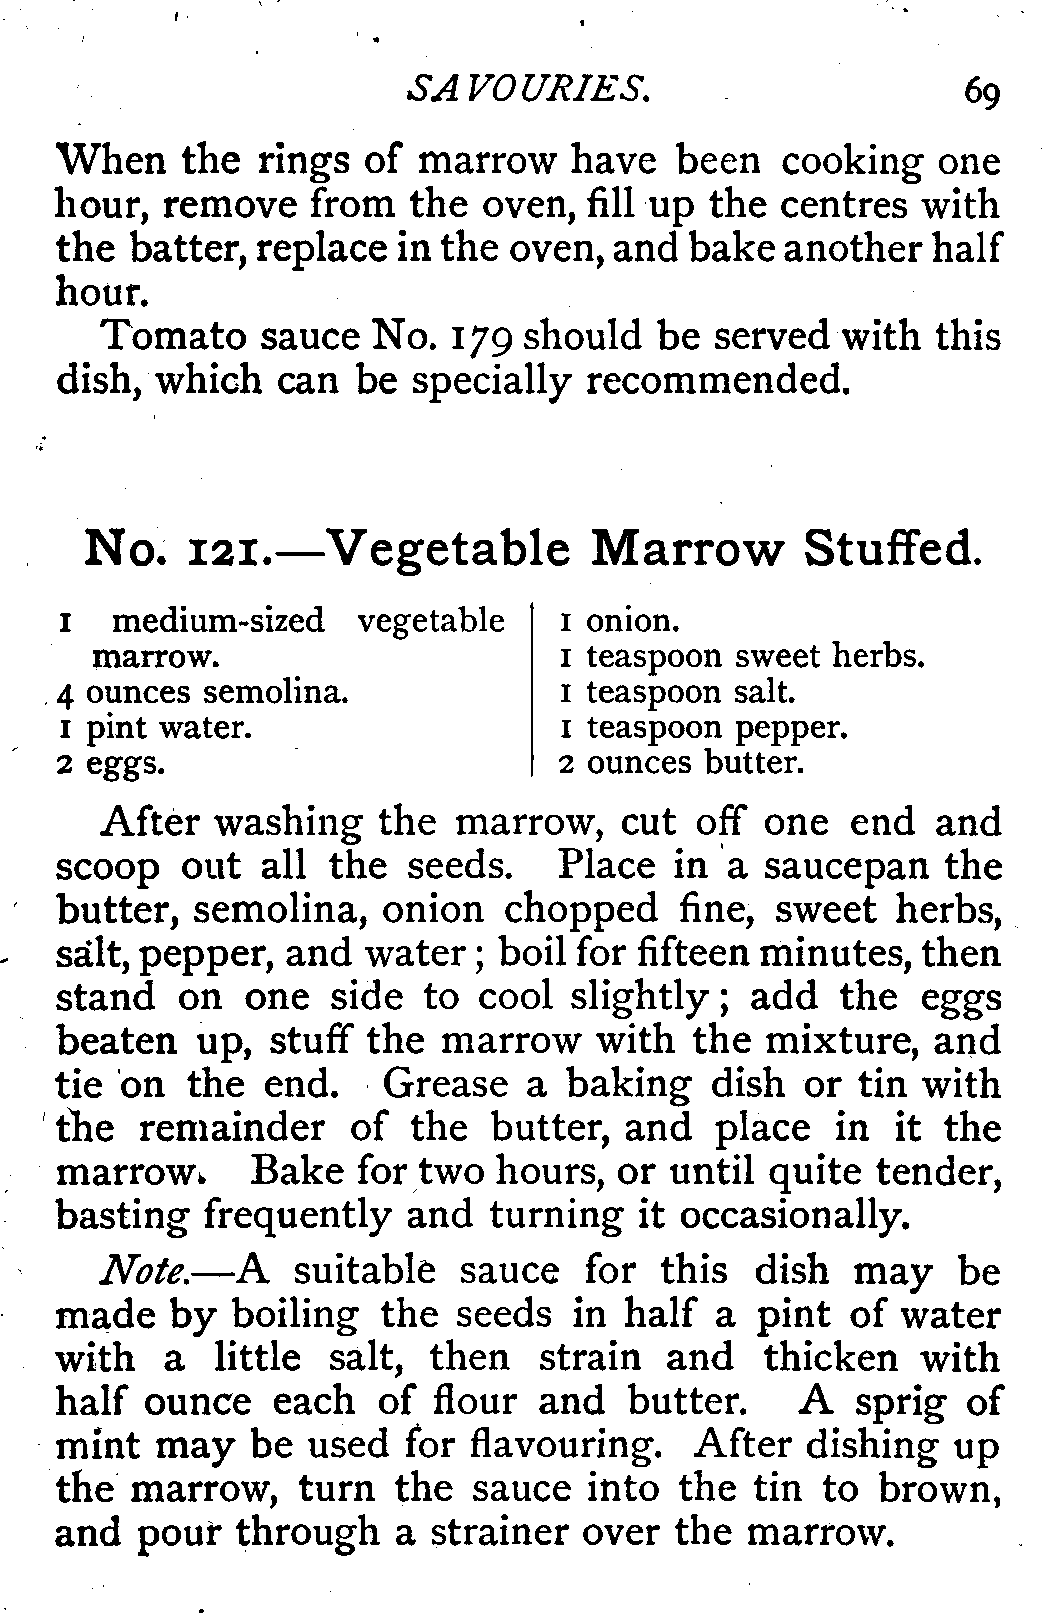 SAVOURIES. 69
When the rings of marrow have been cooking one
hour, remove from the oven, fill up the centres with
the batter, replace in the oven, and bake another half
hour.
Tomato sauce No. 179 should be served with this
dish, which can be specially recommended.
No. 121.—Vegetable Marrow Stuffed.
1 medium-sized vegetable
marrow.
4 ounces semolina.
1 pint water.
2 eggs.
1 onion.
1 teaspoon sweet herbs.
1 teaspoon salt.
1 teaspoon pepper.
2 ounces butter.
After washing the marrow, cut off one end and
scoop out all the seeds. Place in a saucepan the
butter, semolina, onion chopped fine, sweet herbs,
salt, pepper, and water; boil for fifteen minutes, then
stand on one side to cool slightly; add the eggs
beaten up, stuff the marrow with the mixture, and
tie on the end. Grease a baking dish or tin with
the remainder of the butter, and place in it the
marrow. Bake for two hours, or until quite tender,
basting frequently and turning it occasionally.
Note.—A suitable sauce for this dish may be
made by boiling the seeds in half a pint of water
with a little salt, then strain and thicken with
half ounce each of flour and butter. A sprig of
mint may be used for flavouring. After dishing up
the marrow, turn the sauce into the tin to brown,
and pour through a strainer over the marrow.